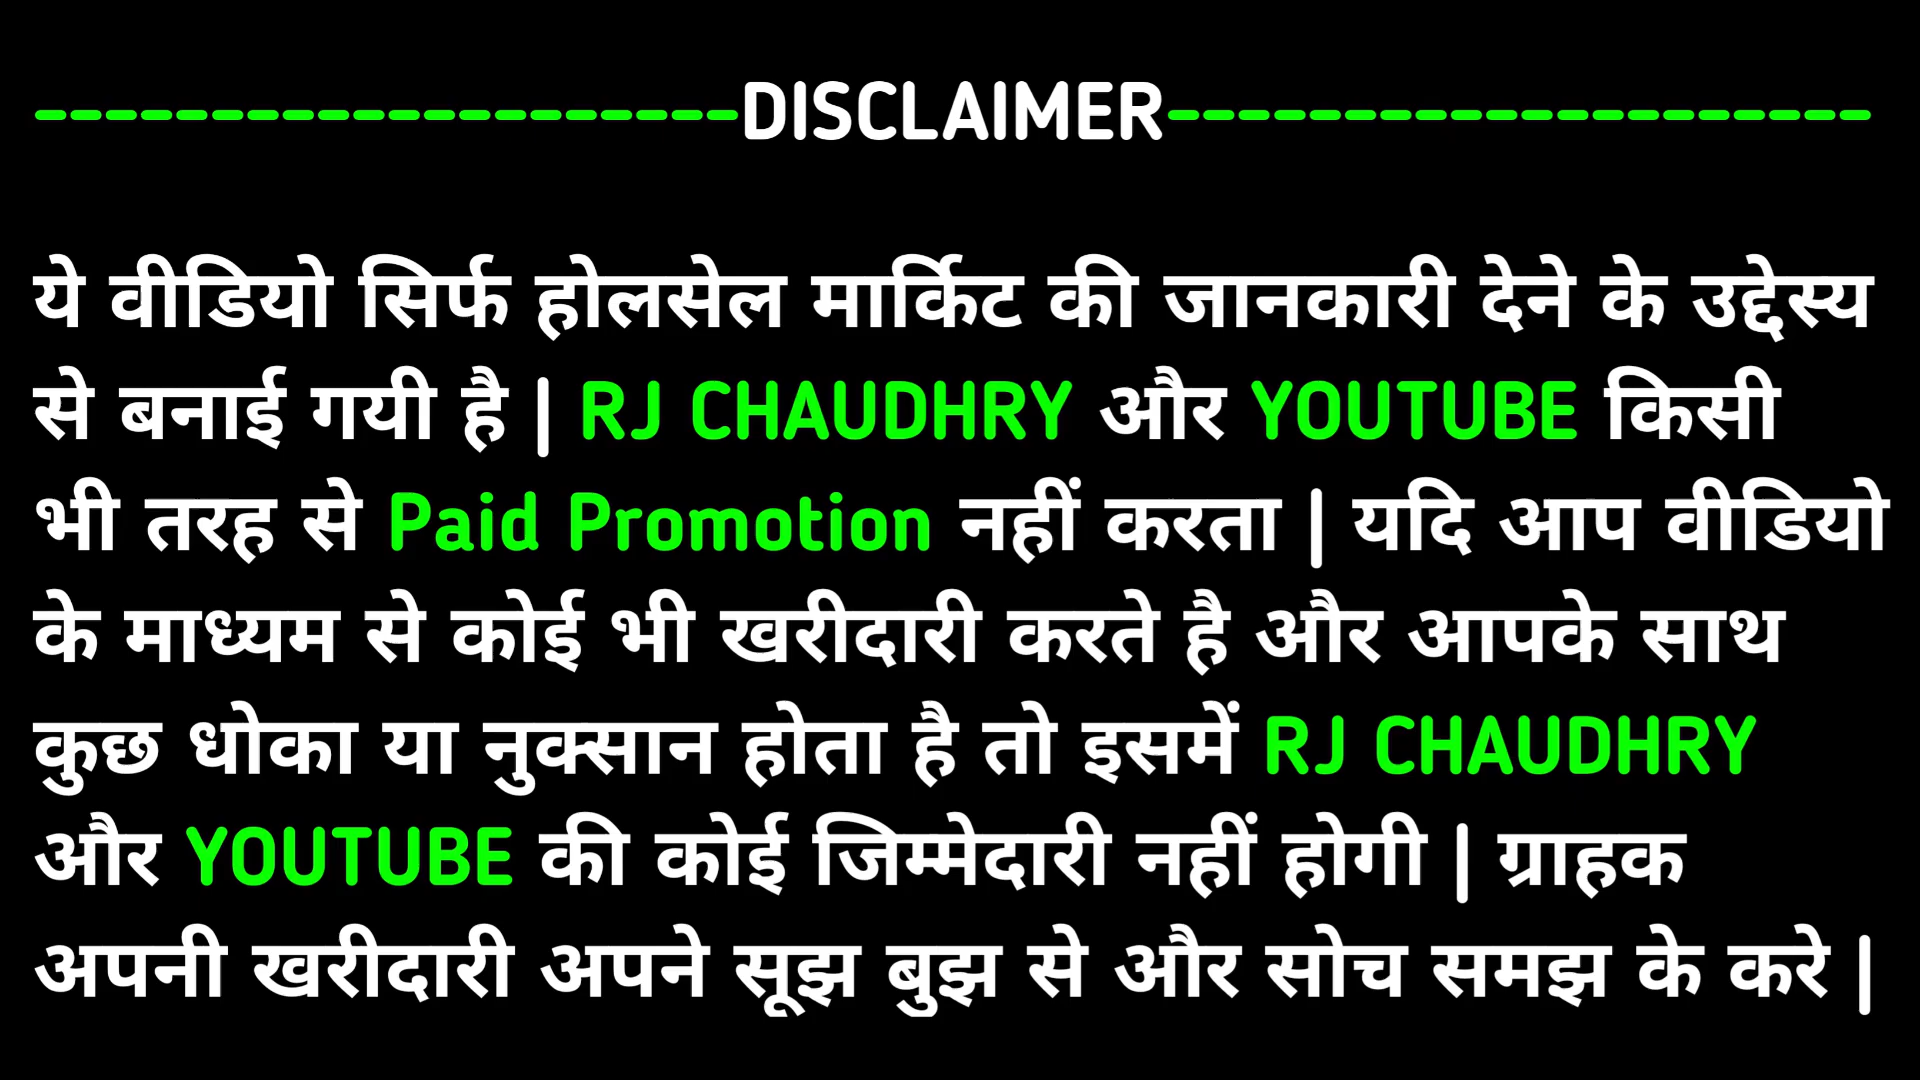 DISCLAIMER
ये वीडियो सिर्फ होलसेल मार्किट की जानकारी देने के उद्देस्य
से बनाई गयी है | RJ CHAUDHRY और YOUTUBE किसी
भी तरह से Paid Promotion नहीं करता | यदि आप वीडियो
के माध्यम से कोई भी खरीदारी करते है और आपके साथ
कुछ धोका या नुक्सान होता है तो इसमें RJ CHAUDHRY
और YOUTUBE की कोई जिम्मेदारी नहीं होगी | ग्राहक
अपनी खरीदारी अपने सूझ बुझ से और सोच समझ के करे |